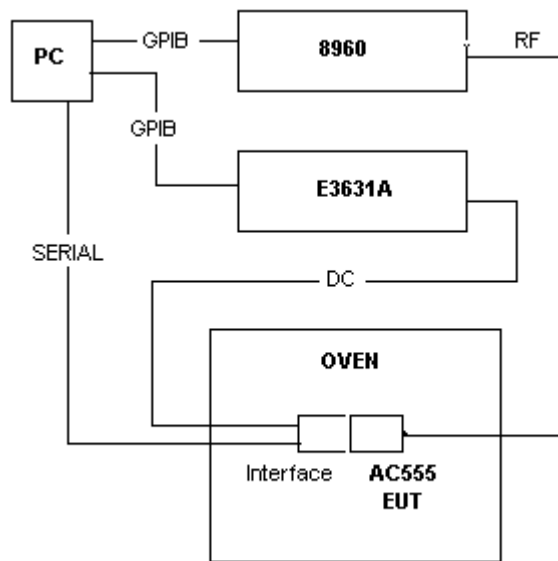 PC
GPIB
8960
RF
GPIB
E3631A
SERIAL
DC
OVEN
Interface
AC555
EUT